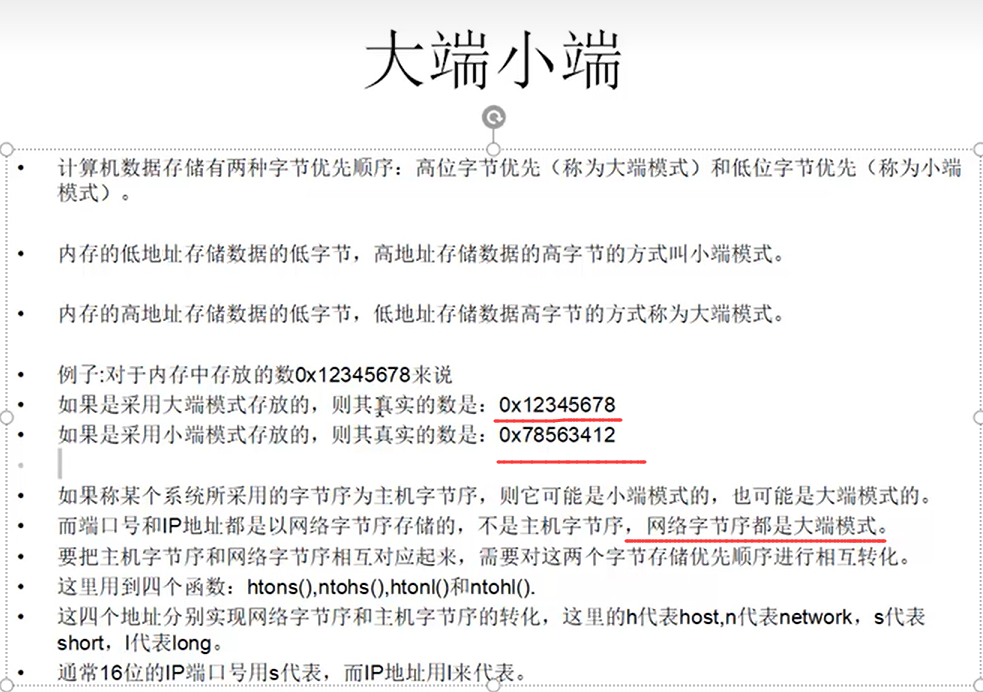 大端小端
• 计算机数据存储有两种字节优先顺序：高位字节优先（称为大端模式）和低位字节优先（称为小端
模式）。
• 内存的低地址存储数据的低字节，高地址存储数据的高字节的方式叫小端模式。
• 内存的高地址存储数据的低字节，低地址存储数据高字节的方式称为大端模式。
• 例子:对于内存中存放的数0x12345678来说
• 如果是采用大端模式存放的，则其真实的数是：0x12345678
• 如果是采用小端模式存放的，则其真实的数是：0x78563412
• 如果称某个系统所采用的字节序为主机字节序，则它可能是小端模式的，也可能是大端模式的。
• 而端口号和IP地址都是以网络字节序存储的，不是主机字节序，网络字节序都是大端模式。
• 要把主机字节序和网络字节序相互对应起来，需要对这两个字节存储优先顺序进行相互转化。
• 这里用到四个函数：htons(),ntohs(),htonl()和ntohl().
• 这四个地址分别实现网络字节序和主机字节序的转化，这里的h代表host,n代表network，s代表
short，l代表long。
• 通常16位的IP端口号用s代表，而IP地址用l来代表。